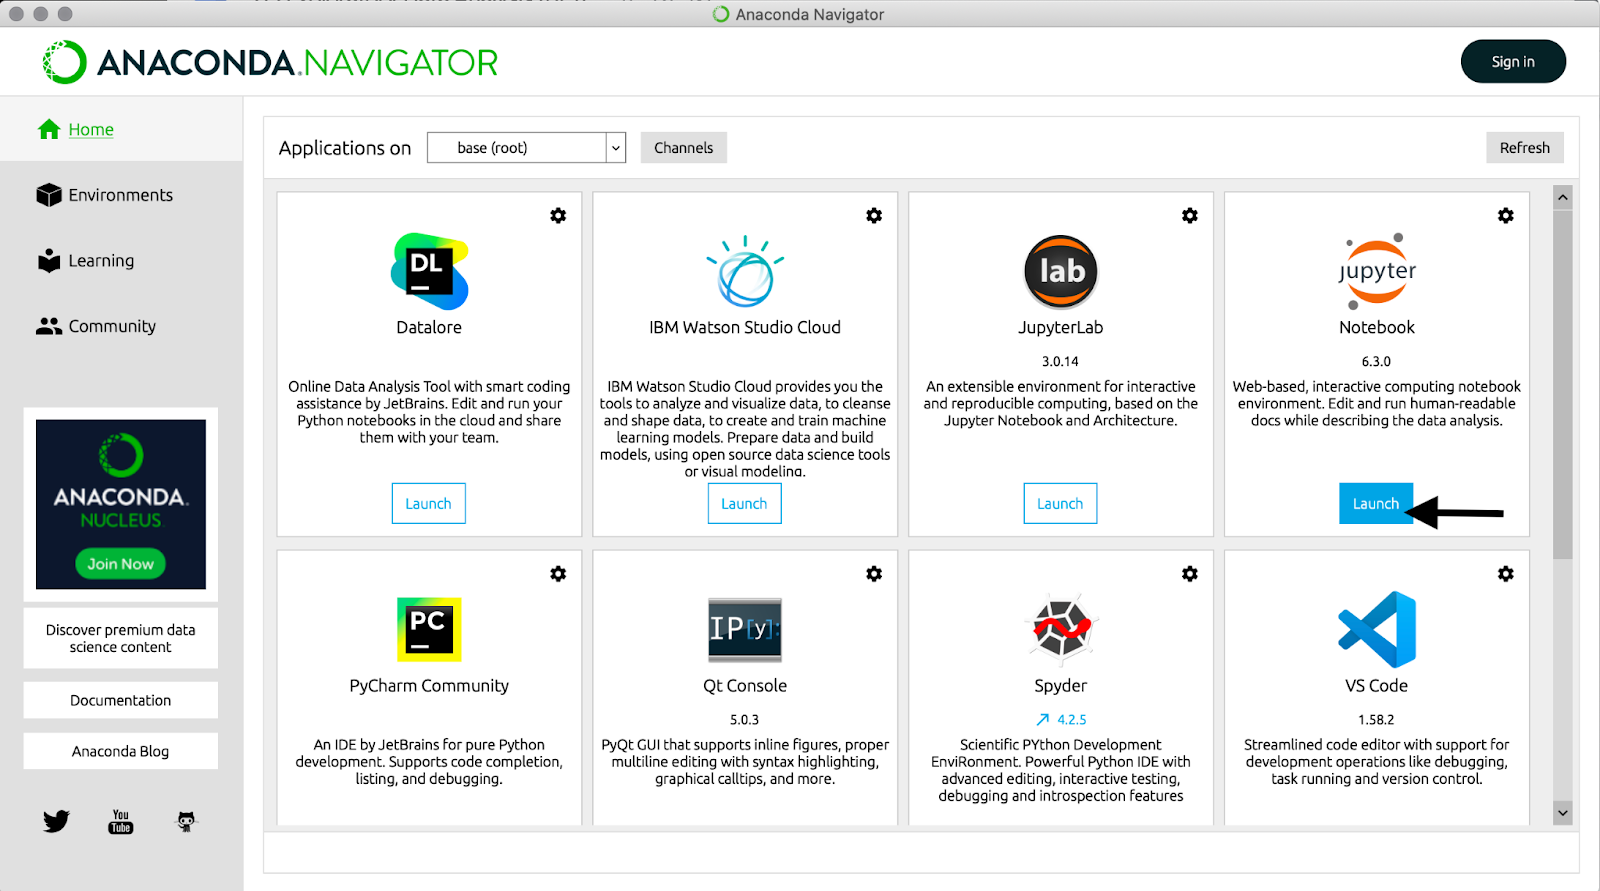 Anaconda Navigator
ANACONDA.NAVIGATOR
Sign in
Home
Environments
Learning
Community
ANACONDA.
NUCLEUS
Join Now
Discover premium data
science content
Documentation
Anaconda Blog
You
Tube
Applications on
base (root)
Channels
Refresh
DL
Datalore
Online Data Analysis Tool with smart coding
assistance by JetBrains. Edit and run your
Python notebooks in the cloud and share
them with your team.
Launch
IBM Watson Studio Cloud
IBM Watson Studio Cloud provides you the
tools to analyze and visualize data, to cleanse
and shape data, to create and train machine
learning models. Prepare data and build
models, using open source data science tools
or visual modeling.
Launch
lab
JupyterLab
3.0.14
An extensible environment for interactive
and reproducible computing, based on the
Jupyter Notebook and Architecture.
Launch
jupyter
Notebook
6.3.0
Web-based, interactive computing notebook
environment. Edit and run human-readable
docs while describing the data analysis.
Launch
PC
PyCharm Community
An IDE by JetBrains for pure Python
development. Supports code completion,
listing, and debugging.
IP[y]:
Qt Console
5.0.3
PyQt GUI that supports inline figures, proper
multiline editing with syntax highlighting,
graphical calltips, and more.
Spyder
4.2.5
Scientific PYthon Development
EnviRonment. Powerful Python IDE with
advanced editing, interactive testing,
debugging and introspection features
VS Code
1.58.2
Streamlined code editor with support for
development operations like debugging,
task running and version control.